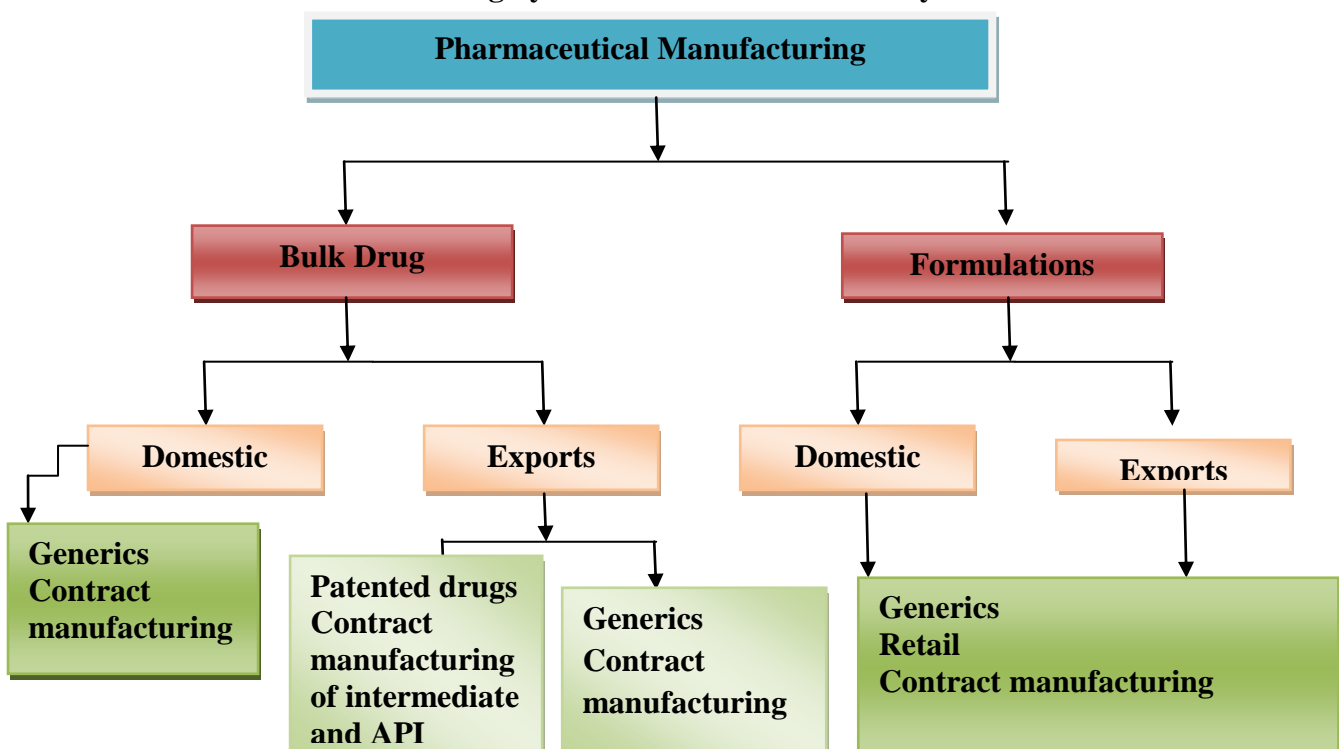 Pharmaceutical Manufacturing
Bulk Drug
Formulations
Domestic
Exports
Domestic
Exports
Generics
Contract
manufacturing
Patented drugs
Contract
manufacturing
of intermediate
and API
Generics
Contract
manufacturing
Generics
Retail
Contract manufacturing